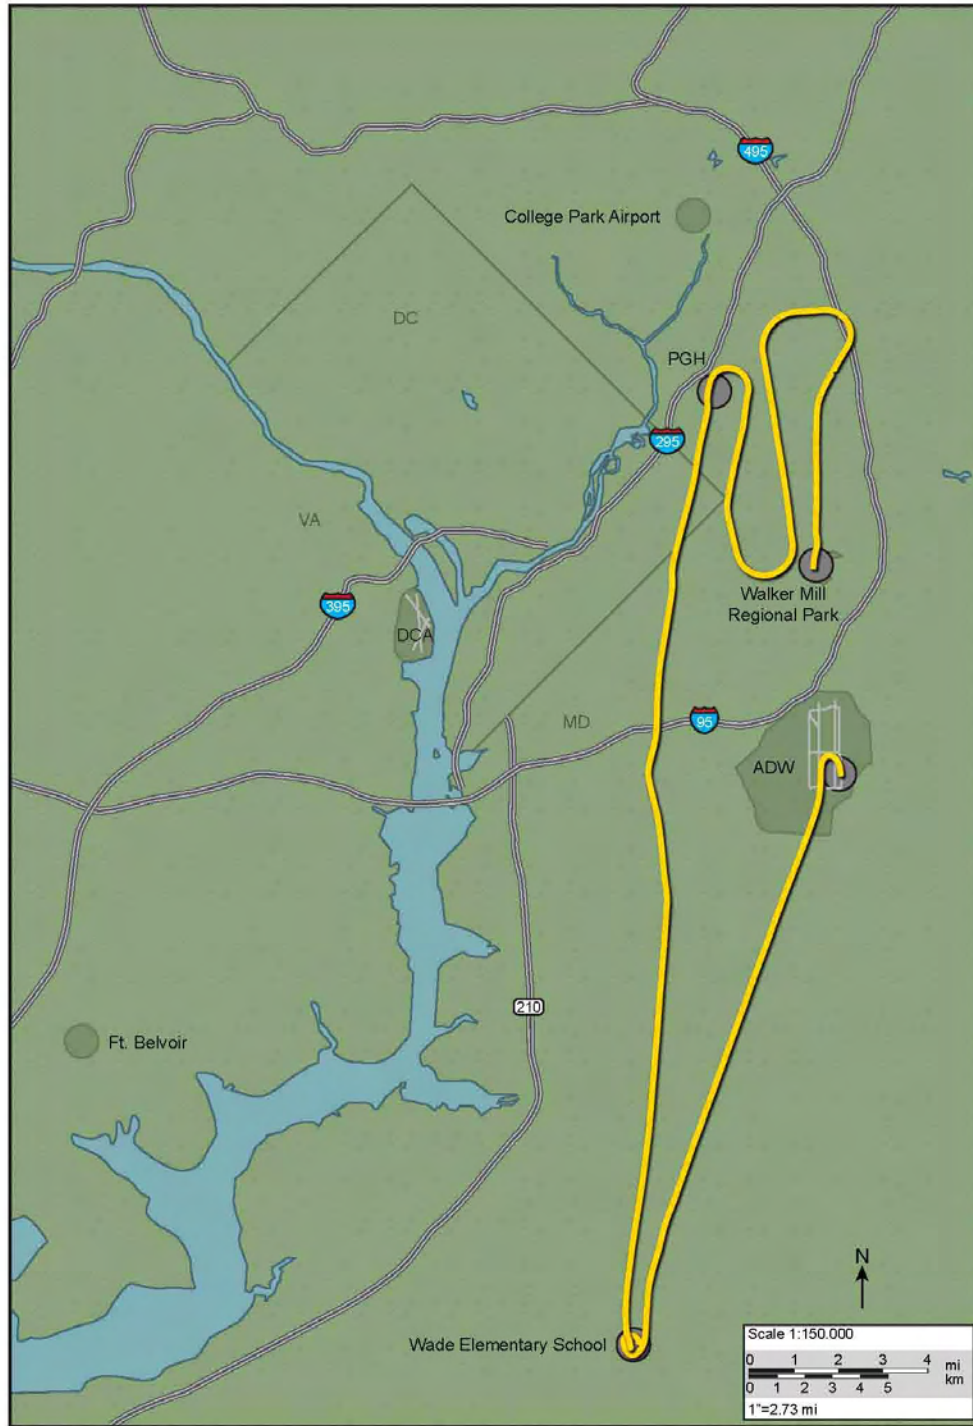 495
College Park Airport
DC
PGH
295
VA
Walker Mill
Regional Park
395
DCA
MD
95
ADW
210
Ft. Belvoir
N
Wade Elementary School
Scale 1:150.000
0 1 2 3 4 mi
km
0 1 2 3 4 5
1"=2.73 mi